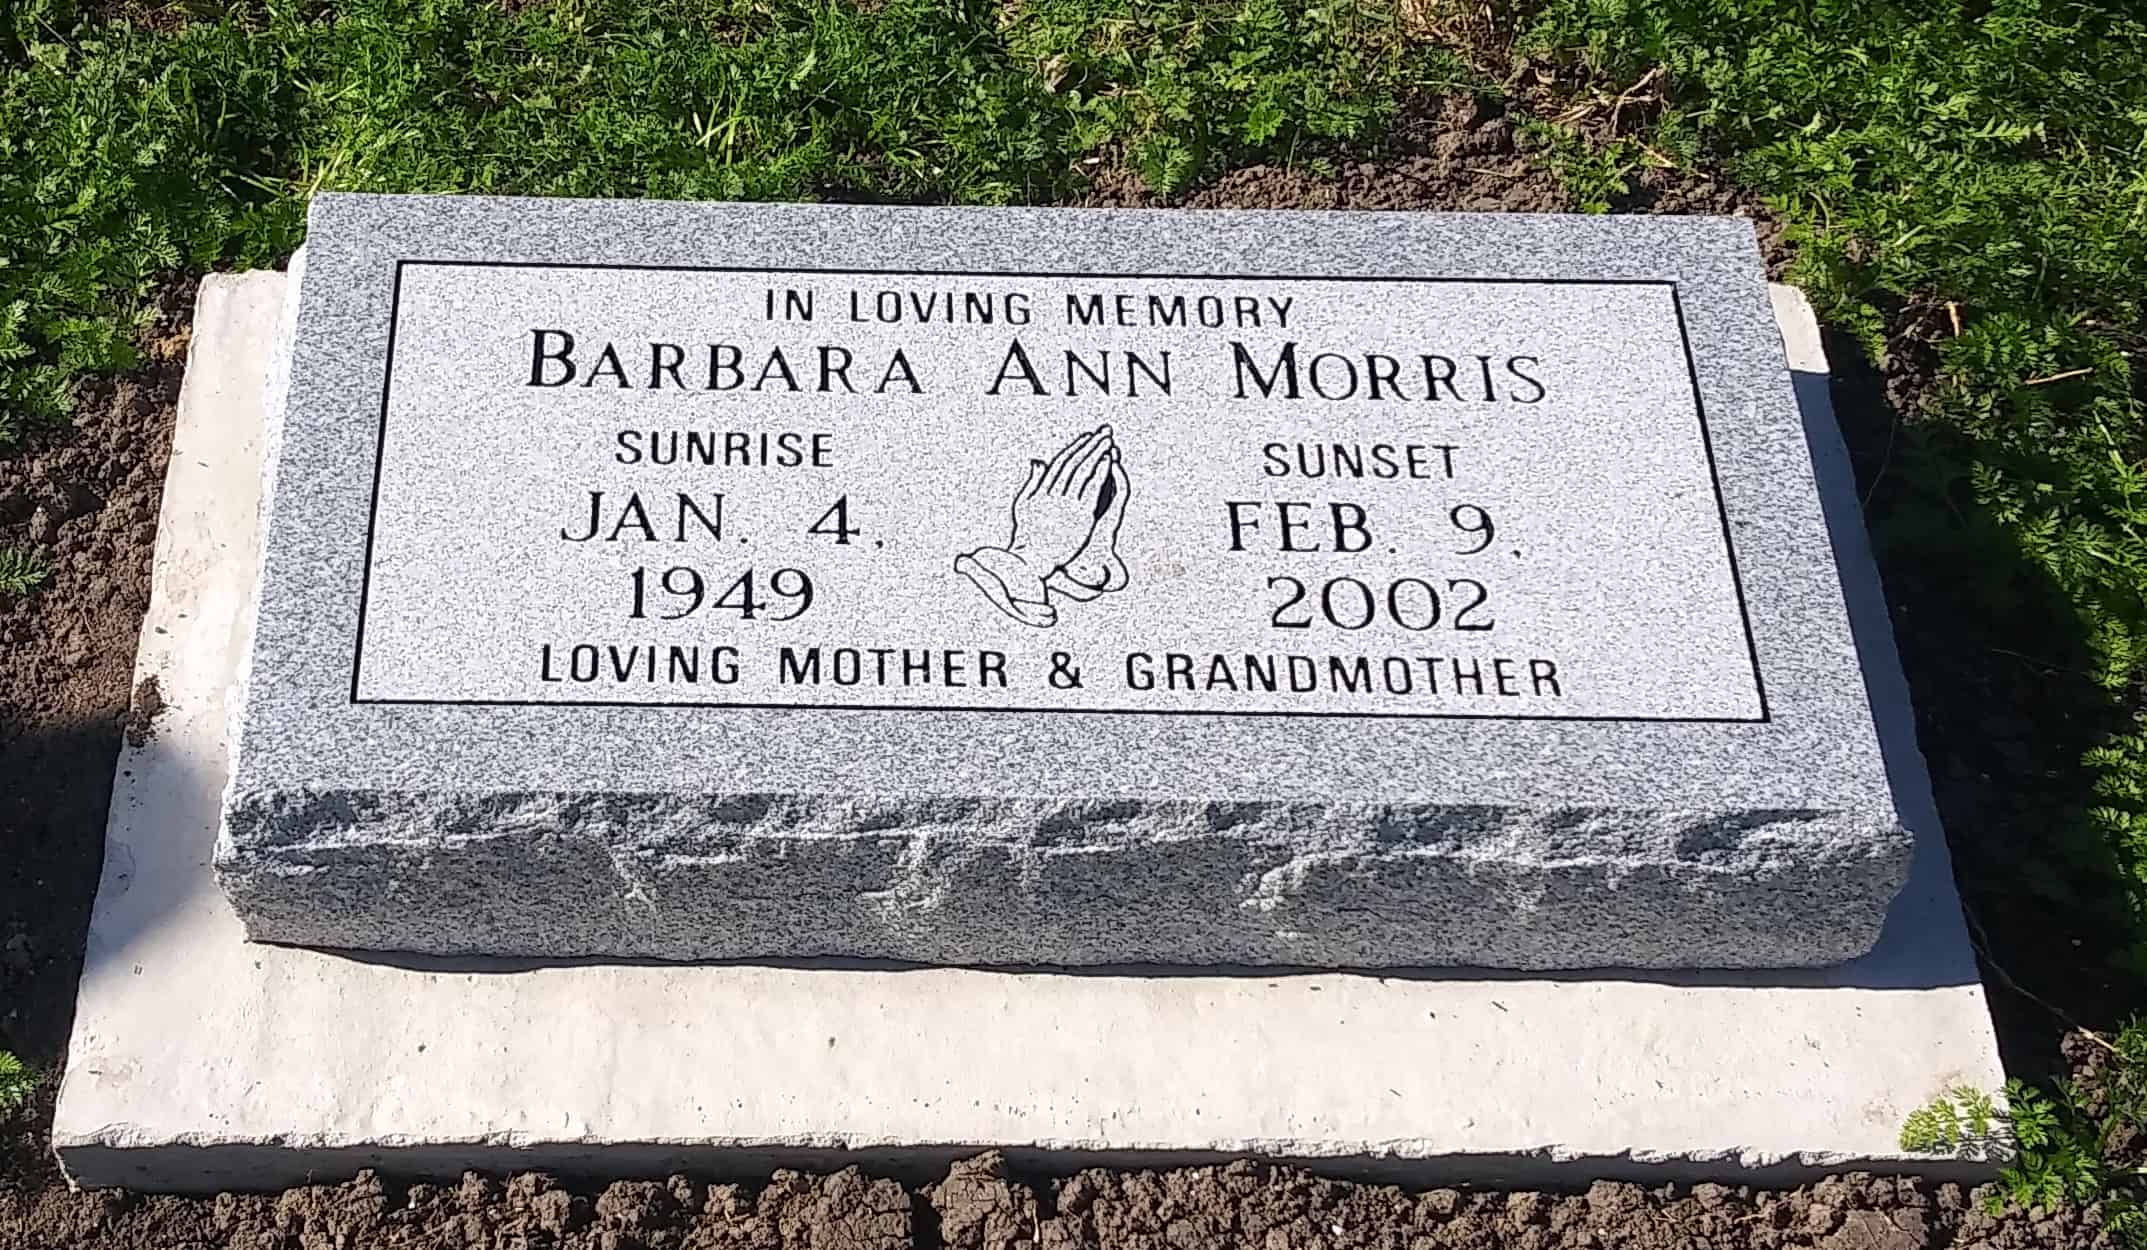 IN LOVING MEMORY
BARBARA ANN MORRIS
SUNRISE
JAN. 4,
1949
SUNSET
FEB. 9,
2002
LOVING MOTHER & GRANDMOTHER